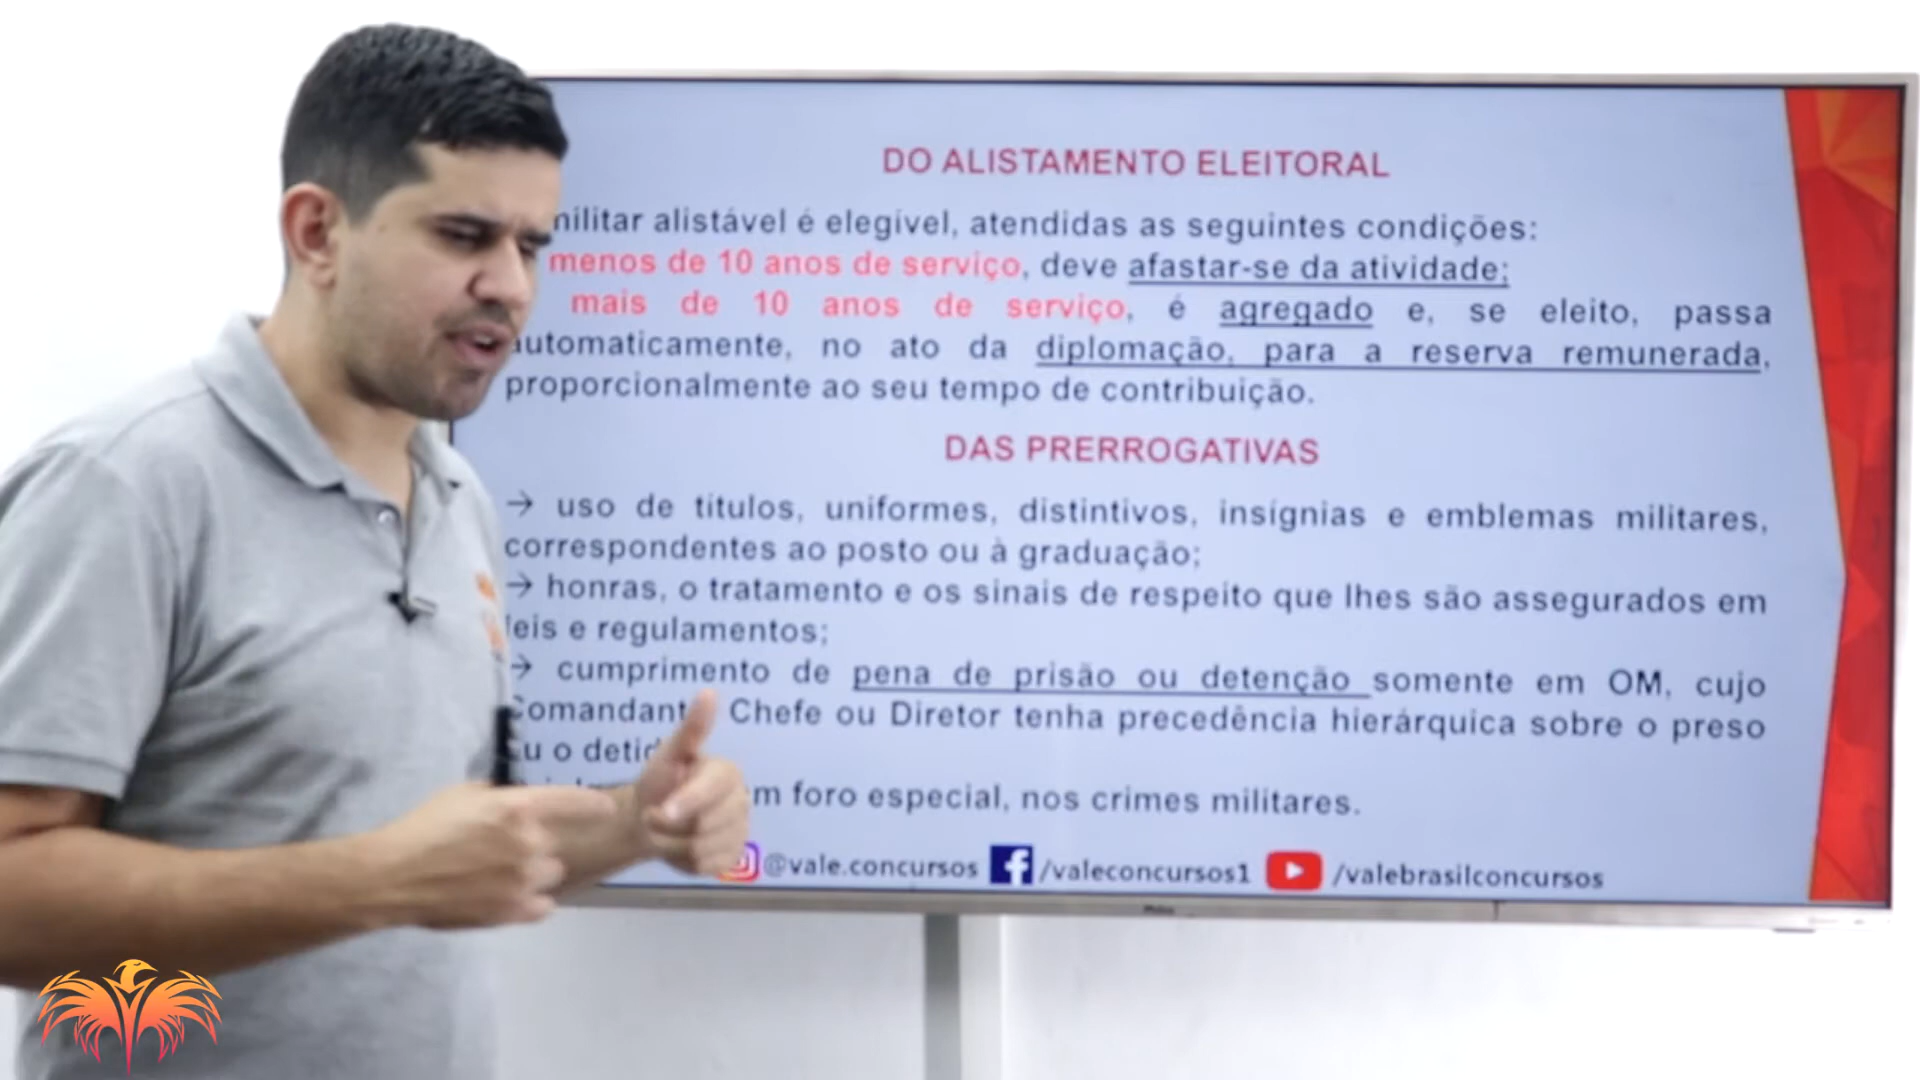 DO ALISTAMENTO ELEITORAL
militar alistável é elegível, atendidas as seguintes condições:
menos de 10 anos de serviço, deve afastar-se da atividade;
mais de 10 anos de serviço, é agregado e, se eleito, passa
automaticamente, no ato da diplomação, para a reserva remunerada,
proporcionalmente ao seu tempo de contribuição.
DAS PRERROGATIVAS
→ uso de títulos, uniformes, distintivos, insígnias e emblemas militares,
correspondentes ao posto ou à graduação;
→ honras, o tratamento e os sinais de respeito que lhes são assegurados em
leis e regulamentos;
→ cumprimento de pena de prisão ou detenção somente em OM, cujo
Comandant Chefe ou Diretor tenha precedência hierárquica sobre o preso
ou o detid
m foro especial, nos crimes militares.
@vale.concursos /valeconcursos1 /valebrasilconcursos